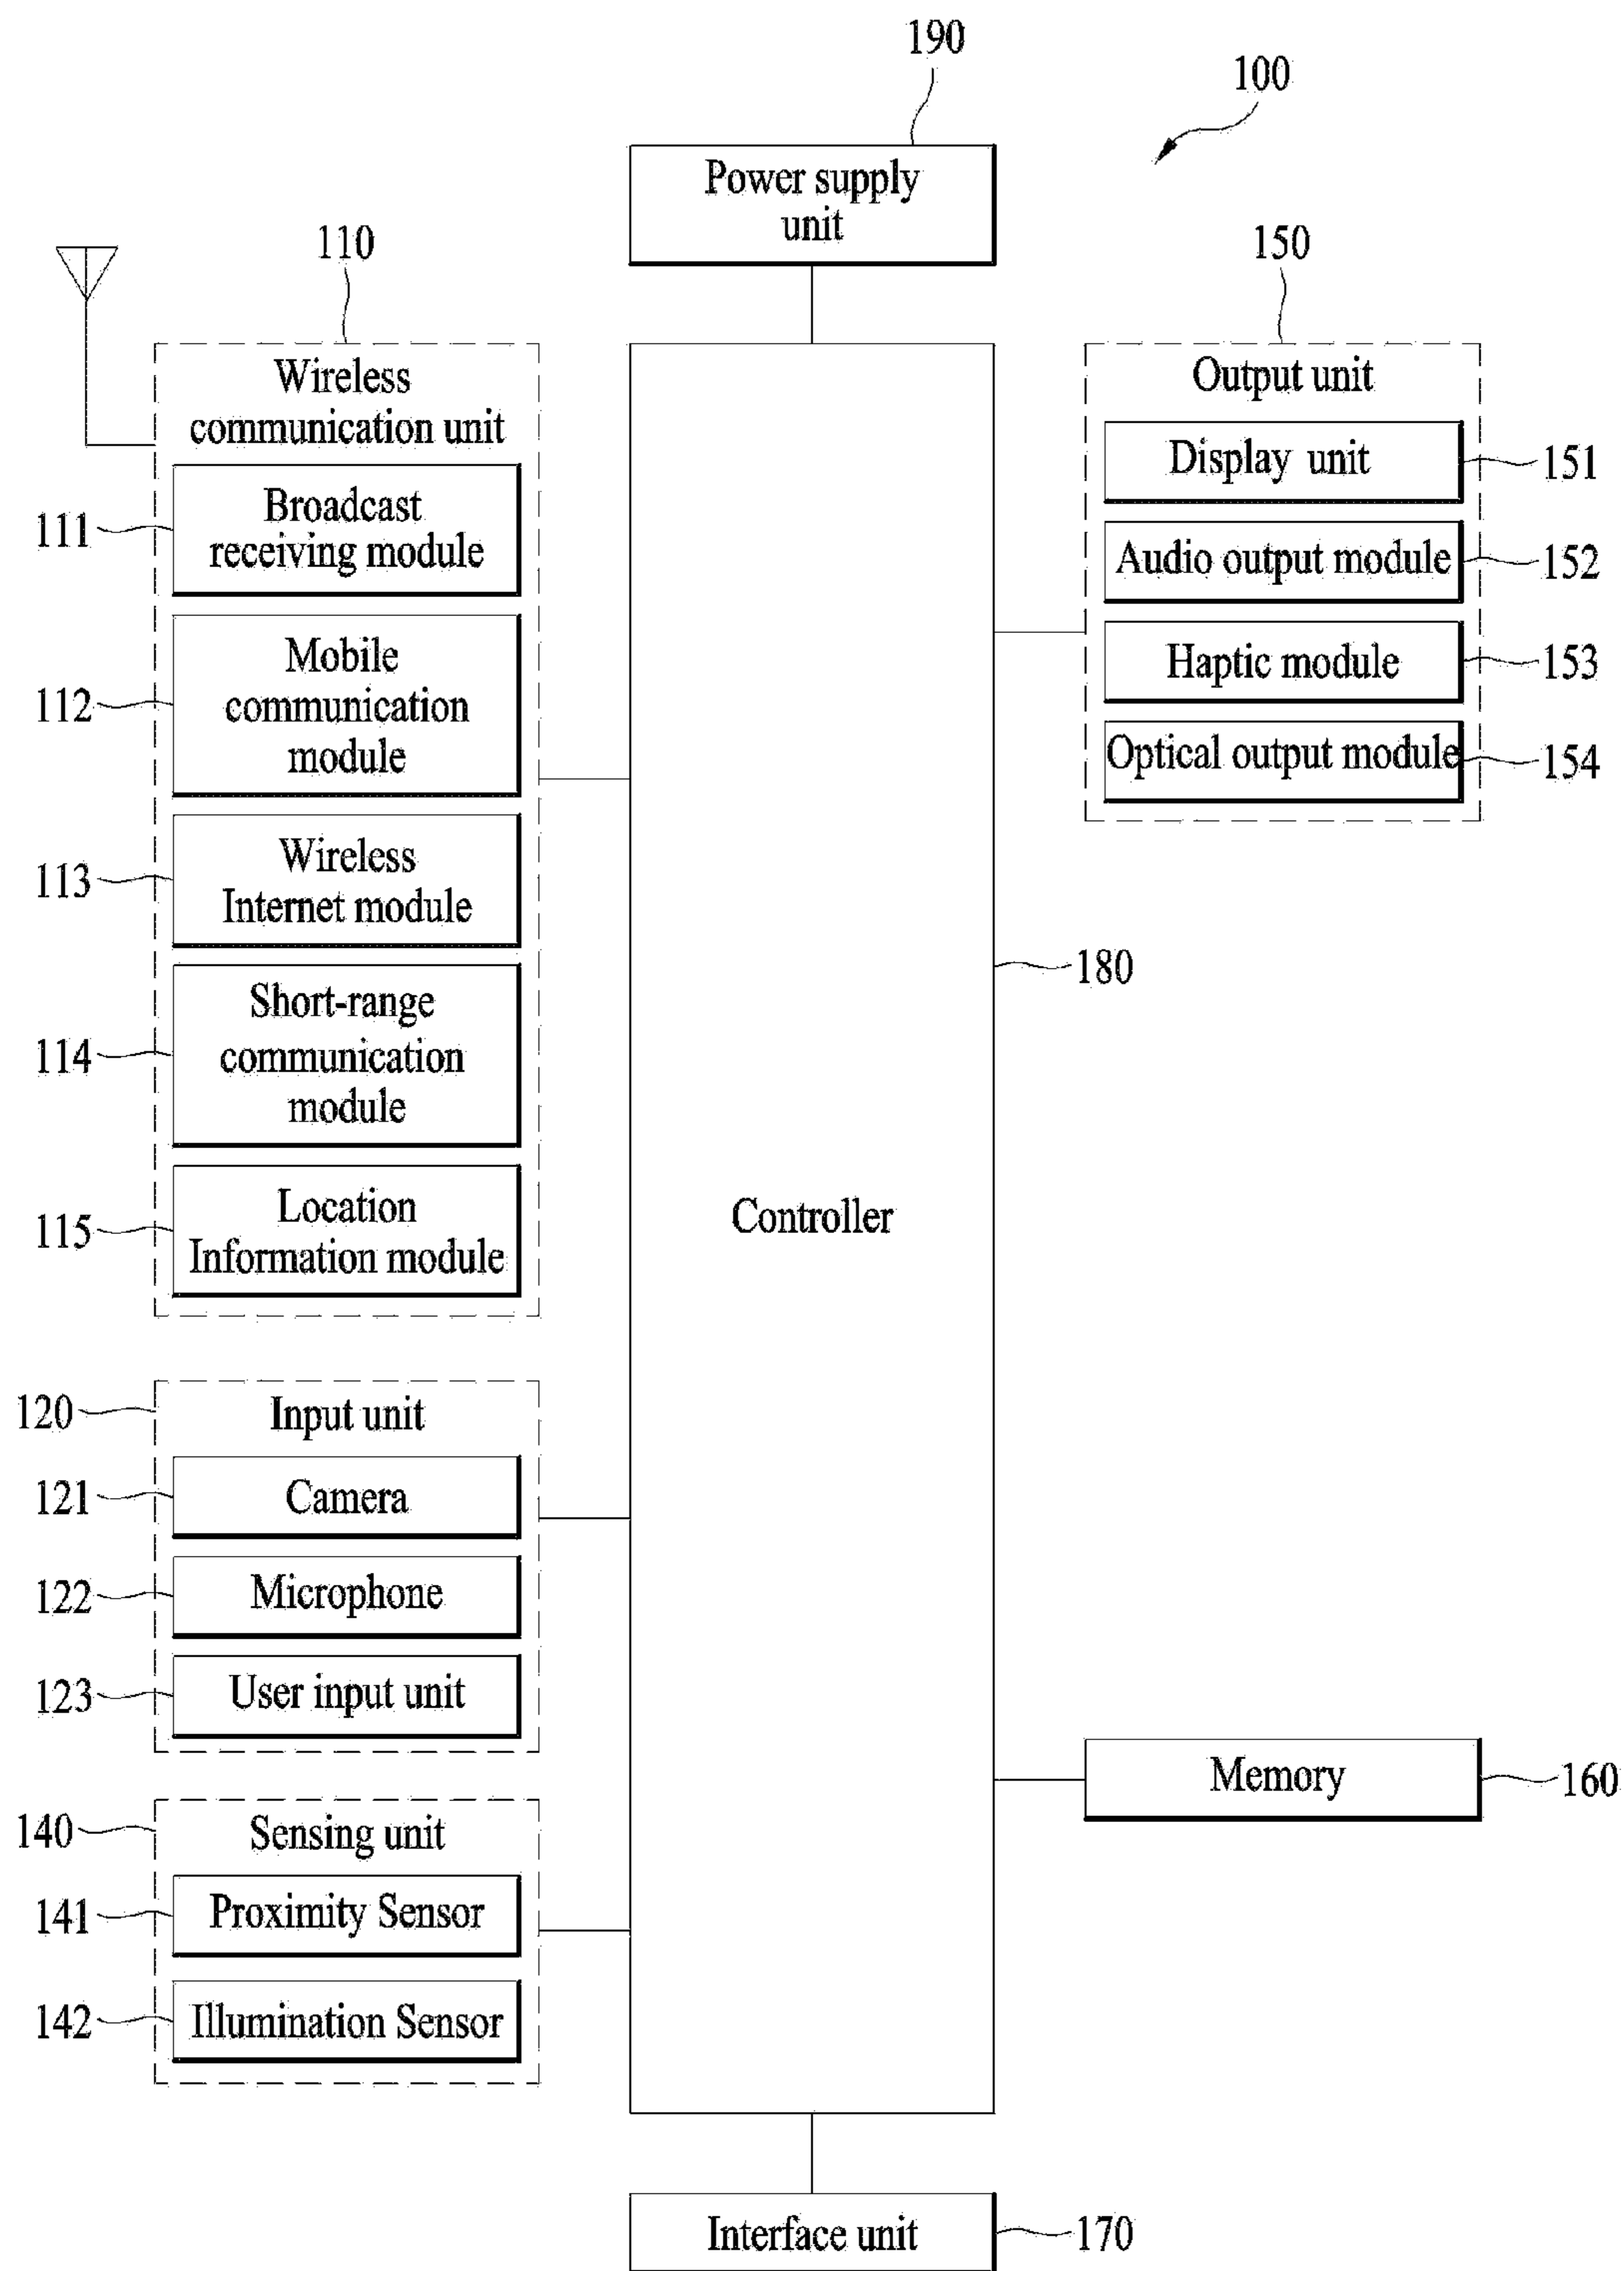 190
100
Power supply
unit
110
150
Wireless
communication unit
111
Broadcast
receiving module
112
Mobile
communication
module
113
Wireless
Internet module
114
Short-range
communication
module
115
Location
Information module
120
Input unit
121
Camera
122
Microphone
123
User input unit
140
Sensing unit
141
Proximity Sensor
142
Illumination Sensor
Controller
180
Output unit
Display unit
151
Audio output module
152
Haptic module
153
Optical output module
154
Memory
160
Interface unit
170